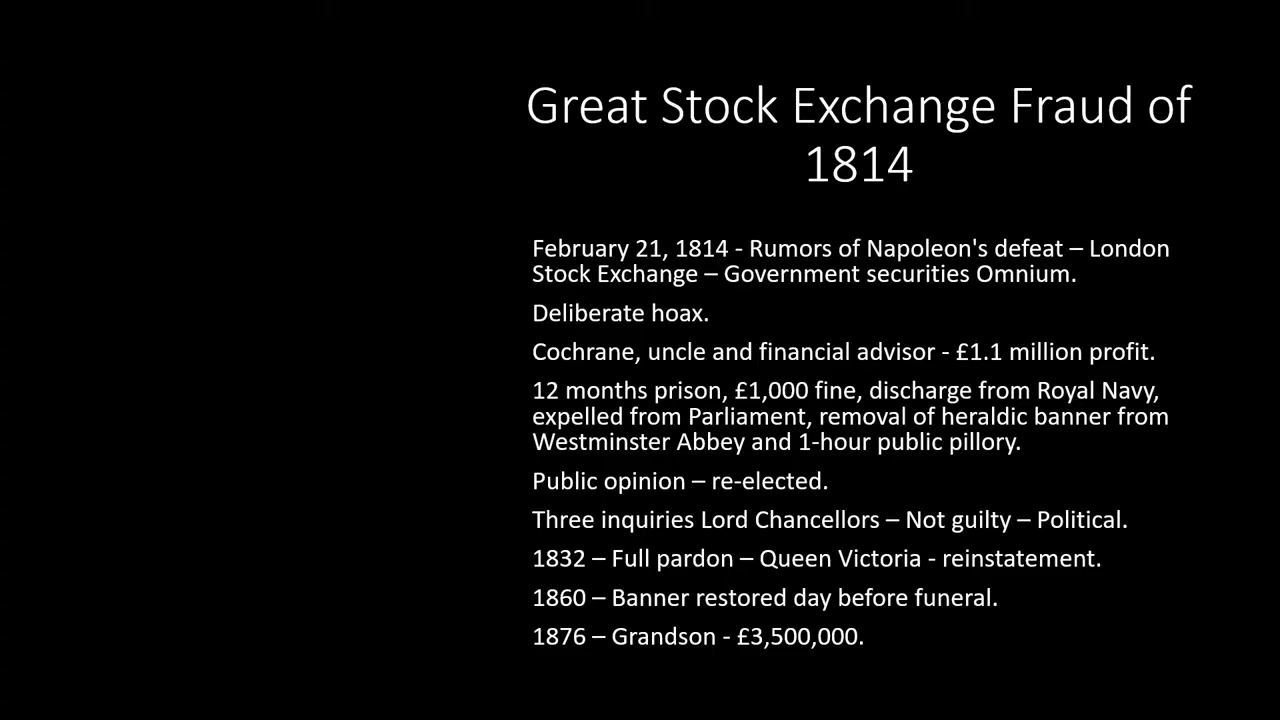 Great Stock Exchange Fraud of
1814
February 21, 1814 - Rumors of Napoleon's defeat – London
Stock Exchange – Government securities Omnium.
Deliberate hoax.
Cochrane, uncle and financial advisor - £1.1 million profit.
12 months prison, £1,000 fine, discharge from Royal Navy,
expelled from Parliament, removal of heraldic banner from
Westminster Abbey and 1-hour public pillory.
Public opinion – re-elected.
Three inquiries Lord Chancellors – Not guilty – Political.
1832 – Full pardon – Queen Victoria - reinstatement.
1860 – Banner restored day before funeral.
1876 – Grandson - £3,500,000.